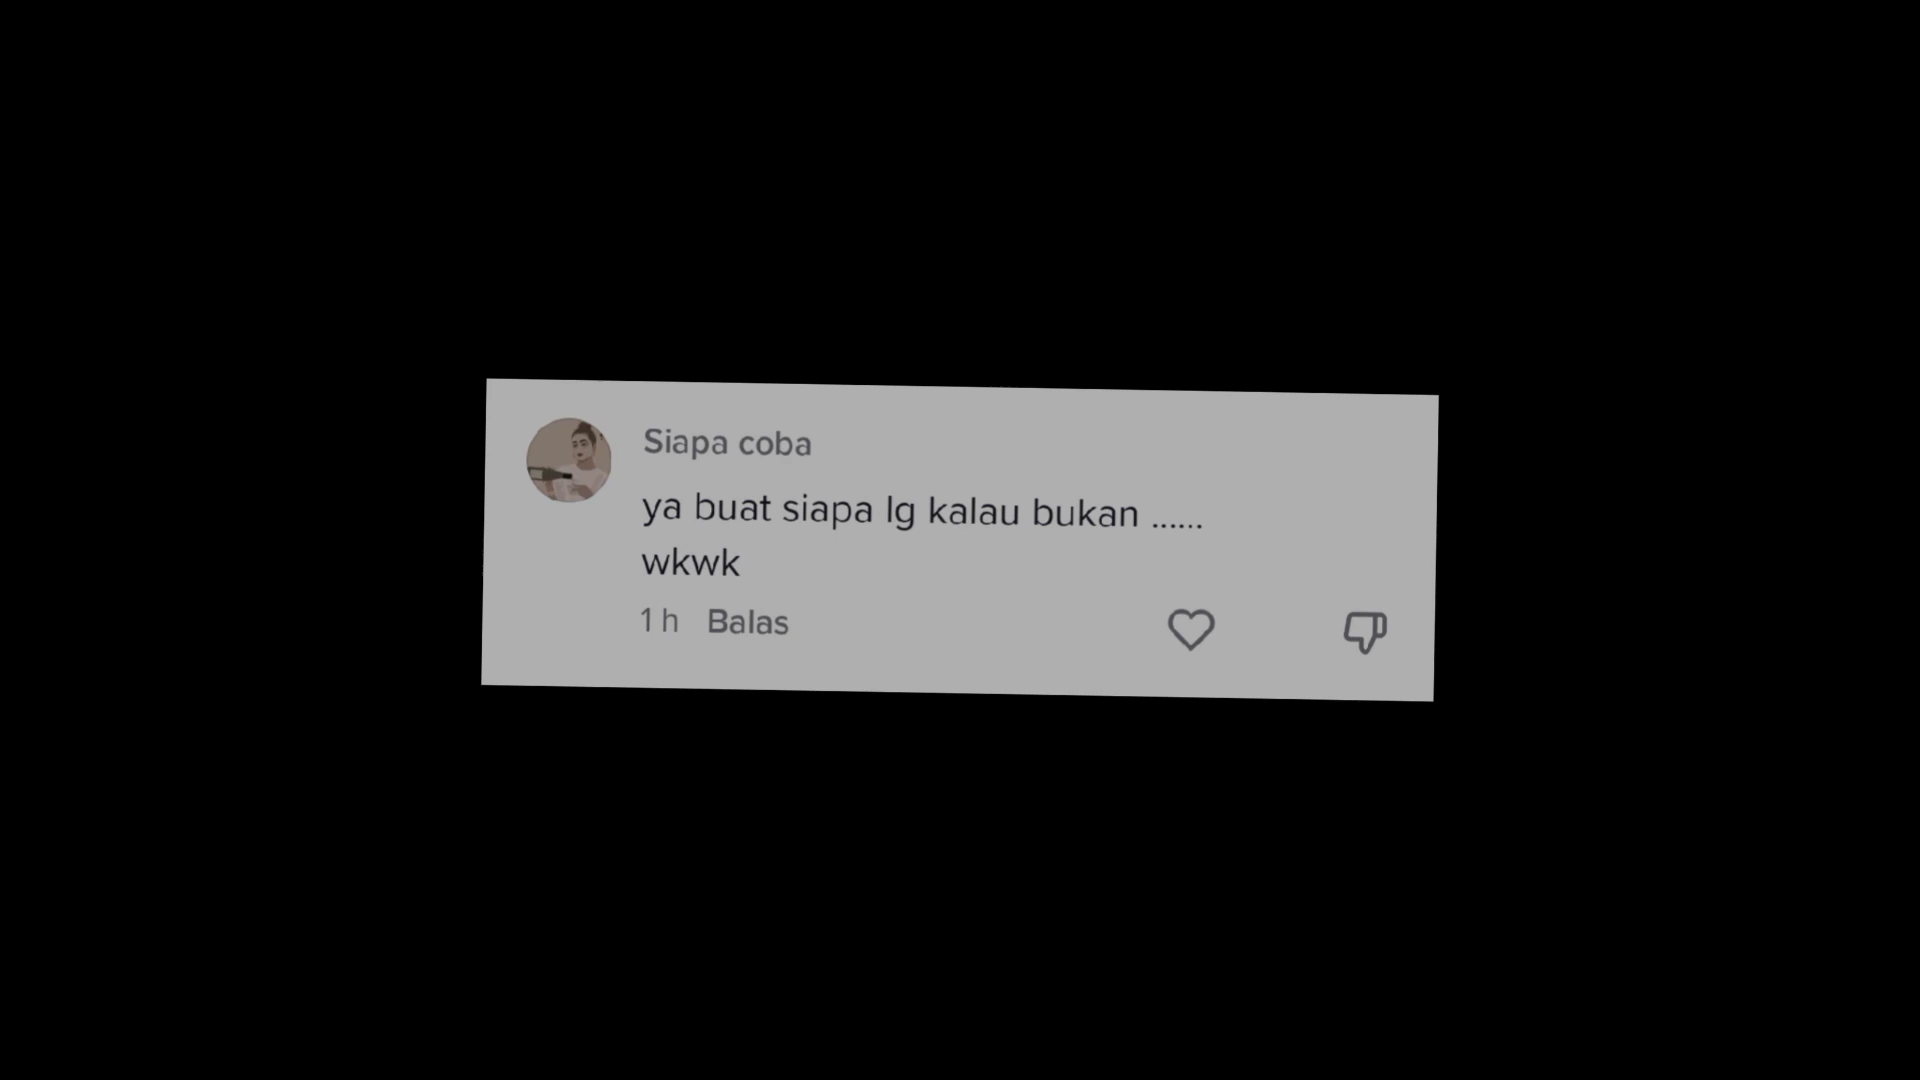 Siapa coba
ya buat siapa lg kalau bukan ......
wkwk
1 h Balas